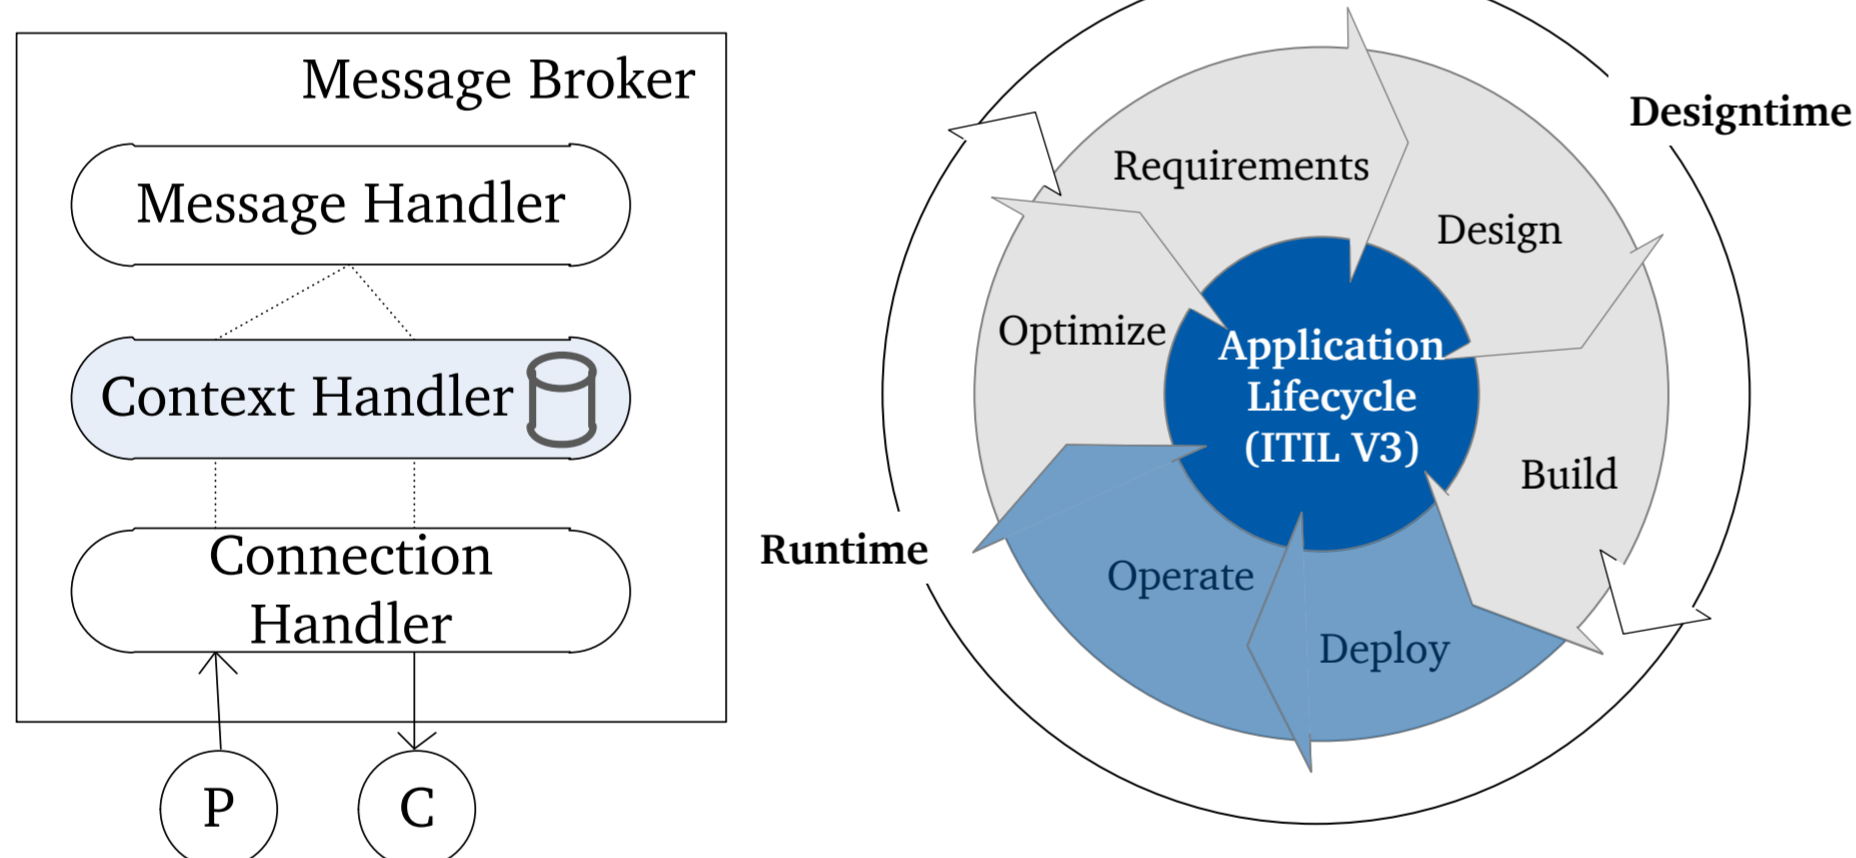 Message Broker
Message Handler
Context Handler
Connection
Handler
P
C
Designtime
Requirements
Design
Optimize
Application
Lifecycle
(ITIL V3)
Build
Runtime
Operate
Deploy